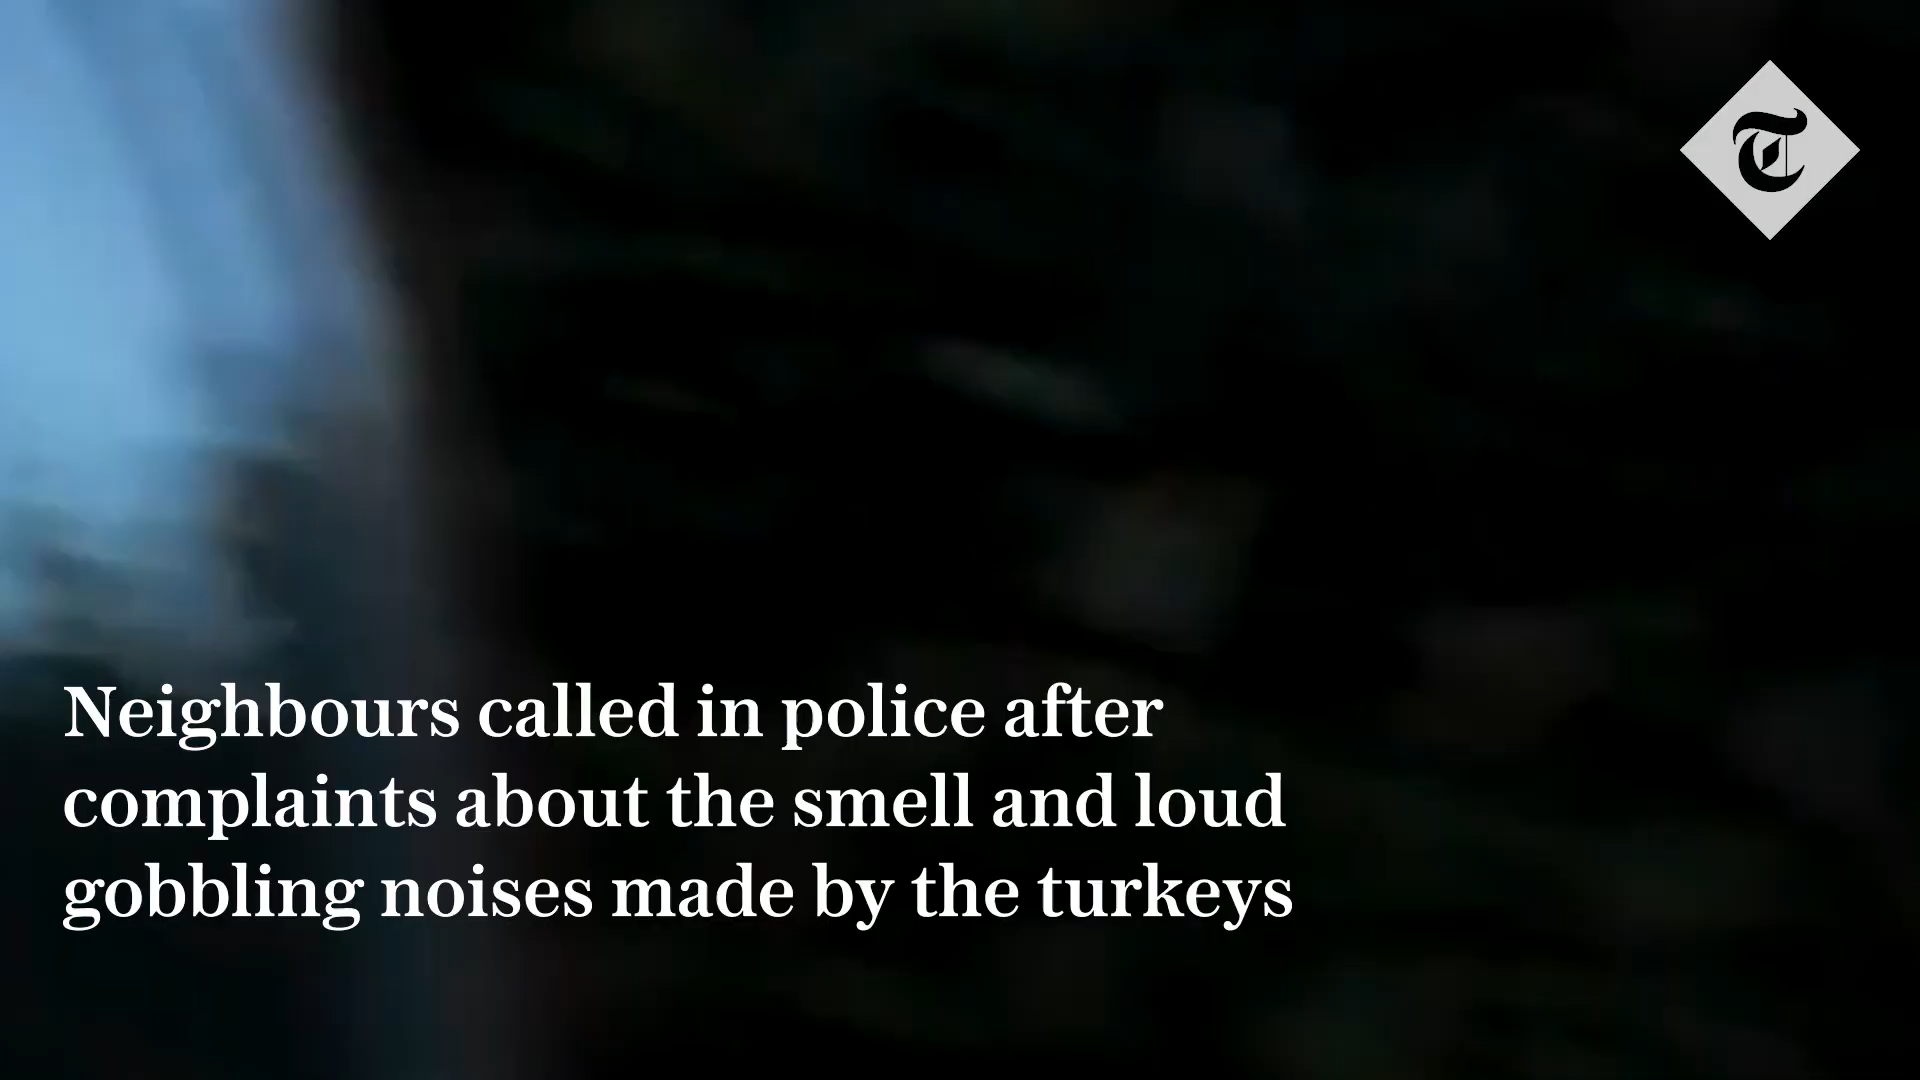 T
Neighbours called in police after
complaints about the smell and loud
gobbling noises made by the turkeys